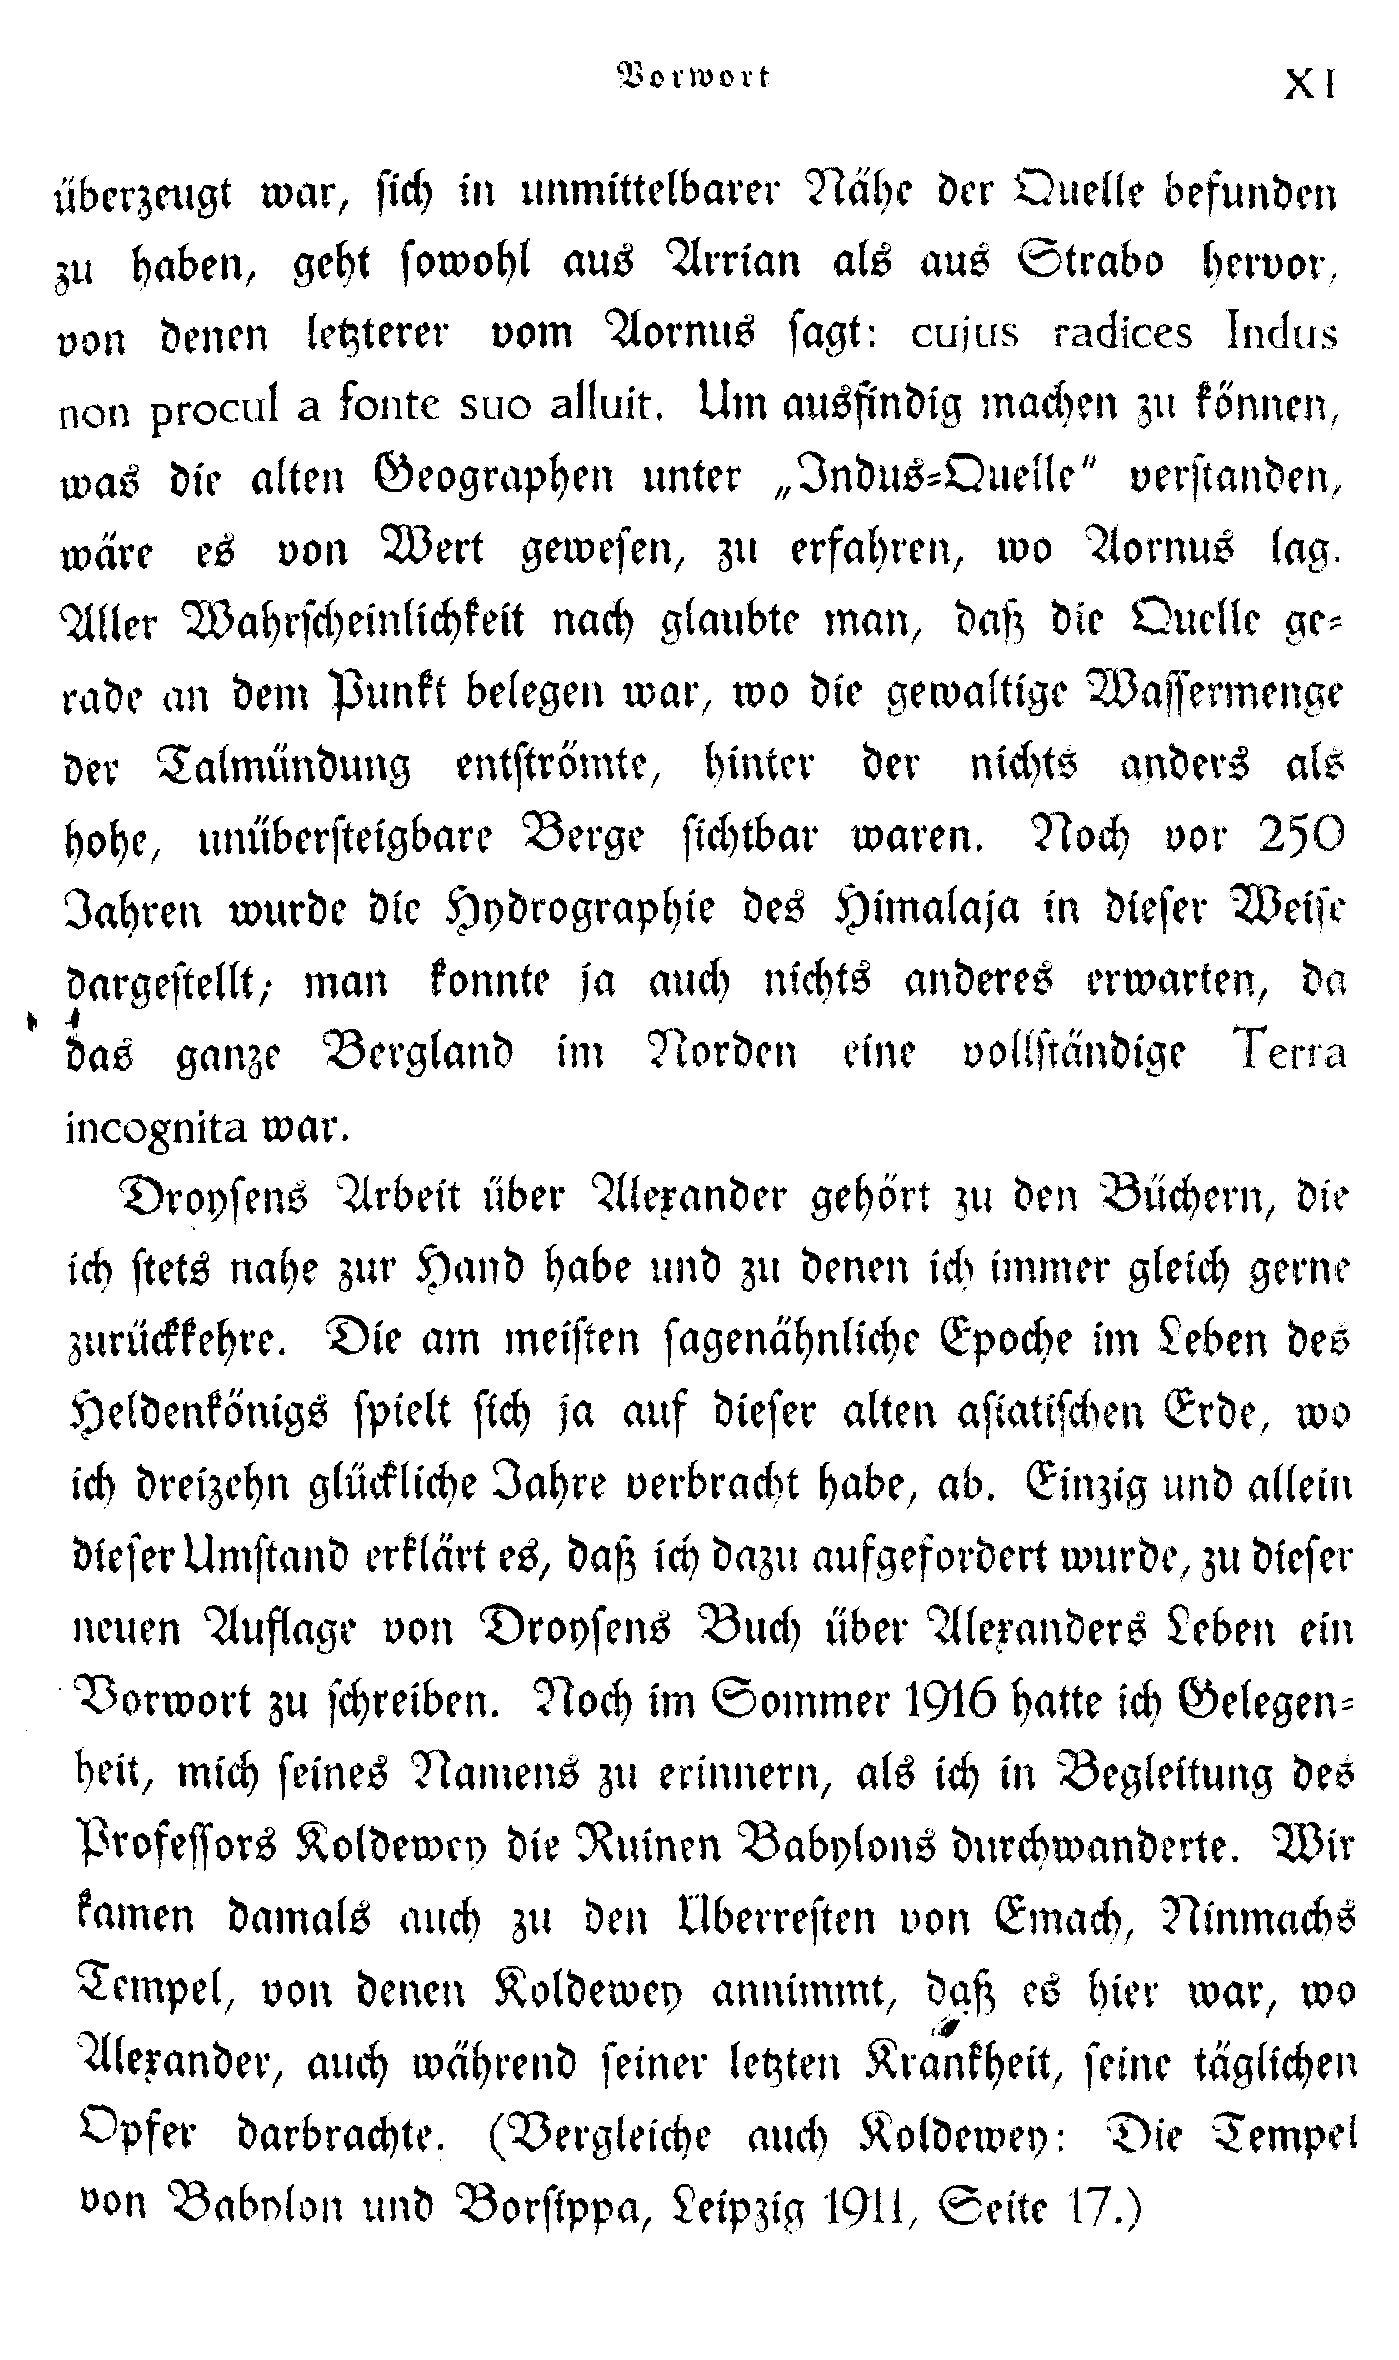 Vorwort XI
überzeugt war, sich in unmittelbarer Nähe der Quelle befunden
zu haben, geht sowohl aus Arrian als aus Strabo hervor,
von denen letzterer vom Aornus sagt: cujus radices Indus
non procul a fonte suo alluit. Um ausfindig machen zu können,
was die alten Geographen unter „Indus-Quelle“ verstanden,
wäre es von Wert gewesen, zu erfahren, wo Aornus lag.
Aller Wahrscheinlichkeit nach glaubte man, daß die Quelle ge-
rade an dem Punkt belegen war, wo die gewaltige Wassermenge
der Talmündung entströmte, hinter der nichts anders als
hohe, unübersteigbare Berge sichtbar waren. Noch vor 250
Jahren wurde die Hydrographie des Himalaja in dieser Weise
dargestellt; man konnte ja auch nichts anderes erwarten, da
das ganze Bergland im Norden eine vollständige Terra
incognita war.
Droysens Arbeit über Alexander gehört zu den Büchern, die
ich stets nahe zur Hand habe und zu denen ich immer gleich gerne
zurückkehre. Die am meisten sagenähnliche Epoche im Leben des
Heldenkönigs spielt sich ja auf dieser alten asiatischen Erde, wo
ich dreizehn glückliche Jahre verbracht habe, ab. Einzig und allein
dieser Umstand erklärt es, daß ich dazu aufgefordert wurde, zu dieser
neuen Auflage von Droysens Buch über Alexanders Leben ein
Vorwort zu schreiben. Noch im Sommer 1916 hatte ich Gelegen-
heit, mich seines Namens zu erinnern, als ich in Begleitung des
Professors Koldewey die Ruinen Babylons durchwanderte. Wir
kamen damals auch zu den Überresten von Emach, Ninmachs
Tempel, von denen Koldewey annimmt, daß es hier war, wo
Alexander, auch während seiner letzten Krankheit, seine täglichen
Opfer darbrachte. (Vergleiche auch Koldewey: Die Tempel
von Babylon und Borsippa, Leipzig 1911, Seite 17.)